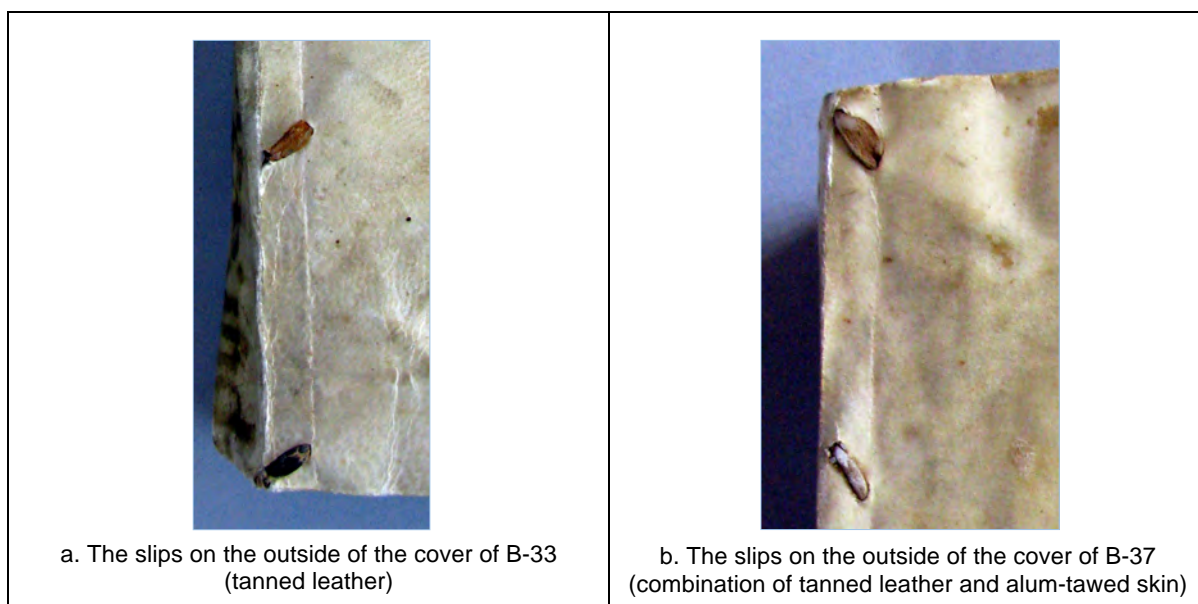 a. The slips on the outside of the cover of B-33
(tanned leather)
b. The slips on the outside of the cover of B-37
(combination of tanned leather and alum-tawed skin)